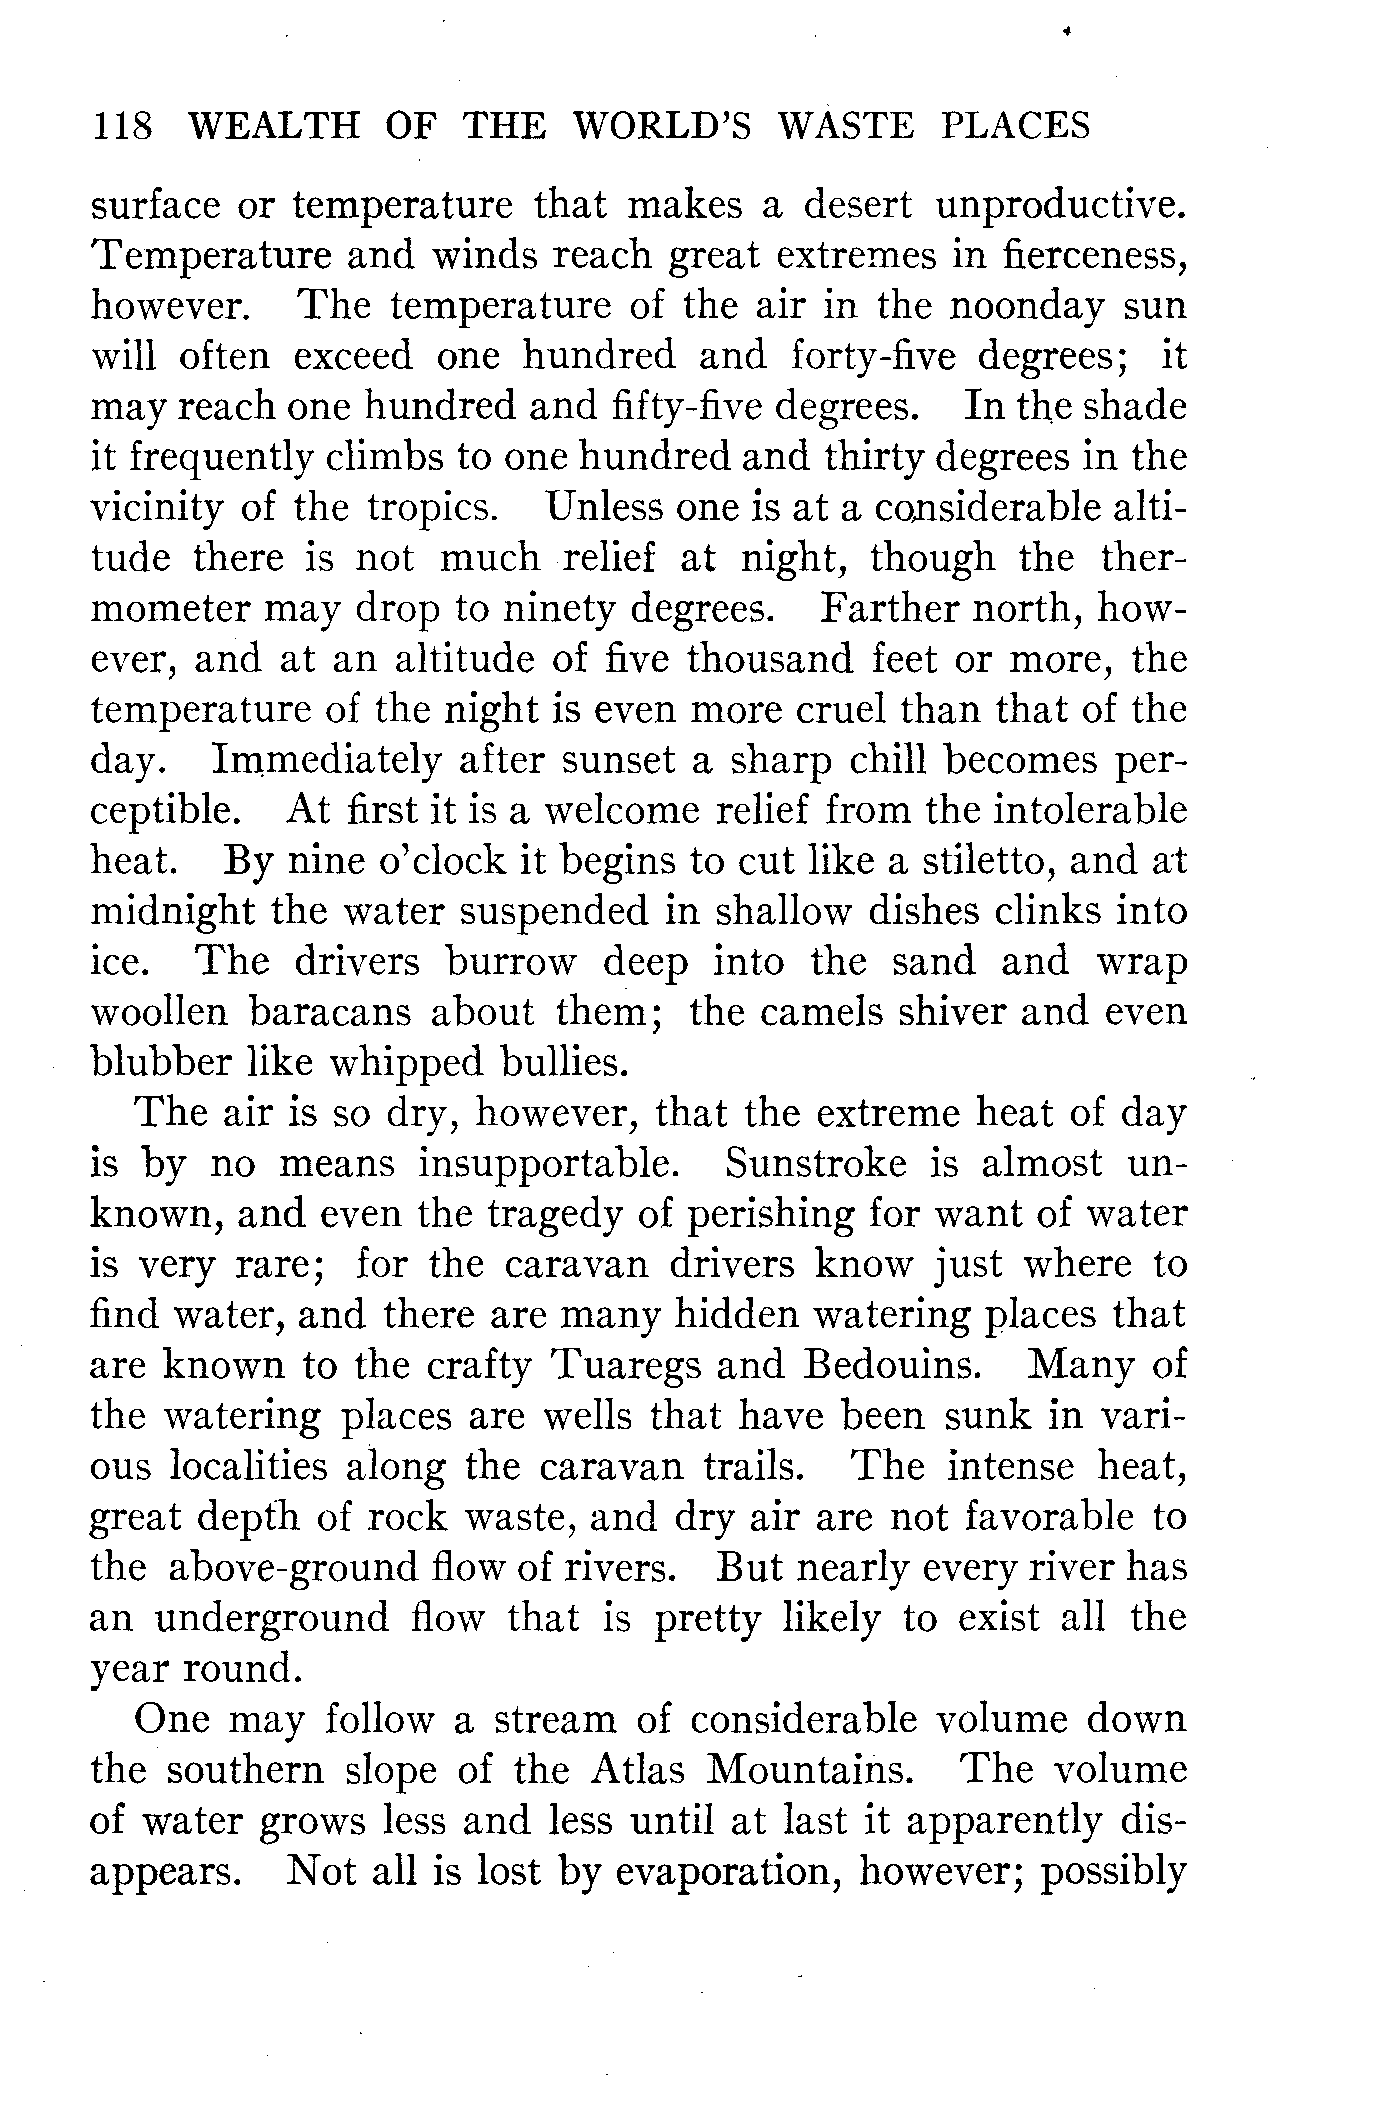 118 WEALTH OF THE WORLD'S WASTE PLACES
surface or temperature that makes a desert unproductive.
Temperature and winds reach great extremes in fierceness,
however. The temperature of the air in the noonday sun
will often exceed one hundred and forty-five degrees; it
may reach one hundred and fifty-five degrees. In the shade
it frequently climbs to one hundred and thirty degrees in the
vicinity of the tropics. Unless one is at a considerable alti-
tude there is not much relief at night, though the ther-
mometer may drop to ninety degrees. Farther north, how-
ever, and at an altitude of five thousand feet or more, the
temperature of the night is even more cruel than that of the
day. Immediately after sunset a sharp chill becomes per-
ceptible. At first it is a welcome relief from the intolerable
heat. By nine o'clock it begins to cut like a stiletto, and at
midnight the water suspended in shallow dishes clinks into
ice. The drivers burrow deep into the sand and wrap
woollen baracans about them; the camels shiver and even
blubber like whipped bullies.
The air is so dry, however, that the extreme heat of day
is by no means insupportable. Sunstroke is almost un-
known, and even the tragedy of perishing for want of water
is very rare; for the caravan drivers know just where to
find water, and there are many hidden watering places that
are known to the crafty Tuaregs and Bedouins. Many of
the watering places are wells that have been sunk in vari-
ous localities along the caravan trails. The intense heat,
great depth of rock waste, and dry air are not favorable to
the above-ground flow of rivers. But nearly every river has
an underground flow that is pretty likely to exist all the
year round.
One may follow a stream of considerable volume down
the southern slope of the Atlas Mountains. The volume
of water grows less and less until at last it apparently dis-
appears. Not all is lost by evaporation, however; possibly